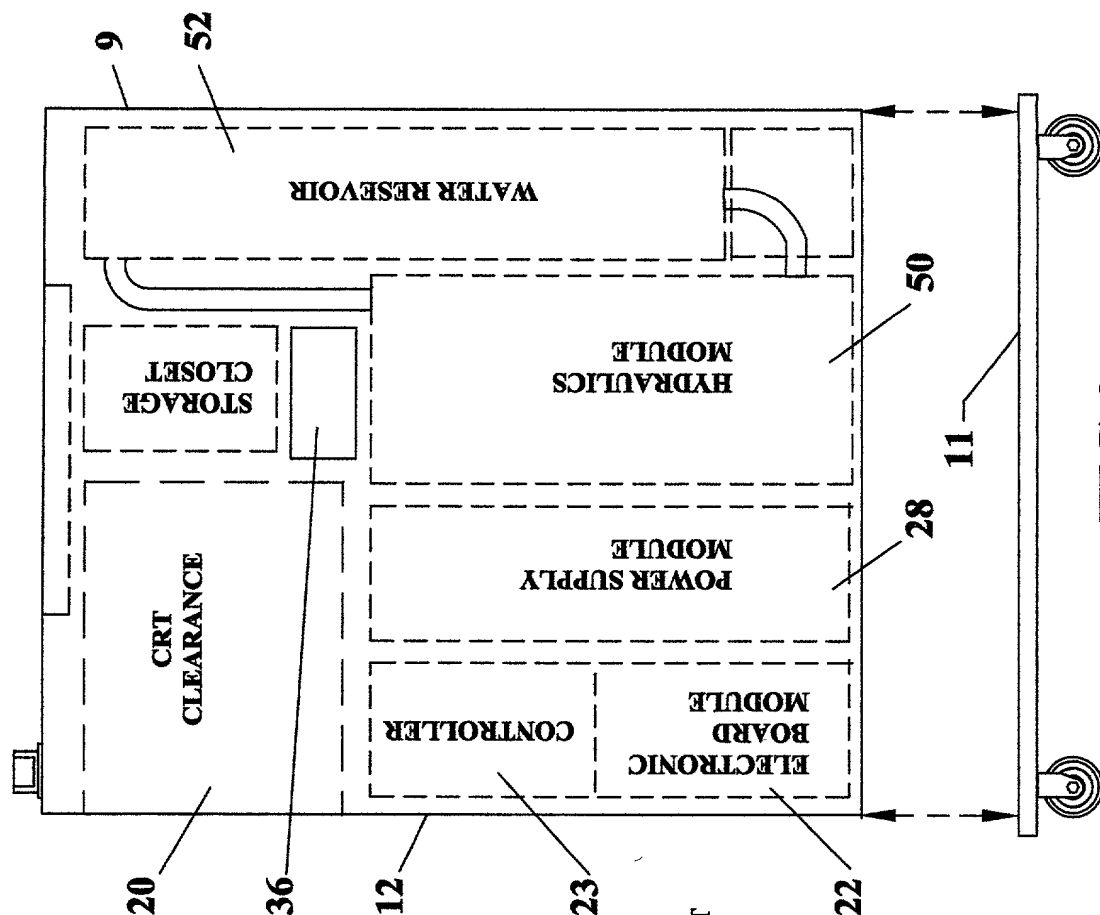 9
52
WATER RESERVOIR
STORAGE
CLOSET
HYDRAULICS
MODULE
50
CRT
CLEARANCE
POWER SUPPLY
MODULE
28
11
CONTROLLER
ELECTRONIC
BOARD
MODULE
20
36
12
23
22
T